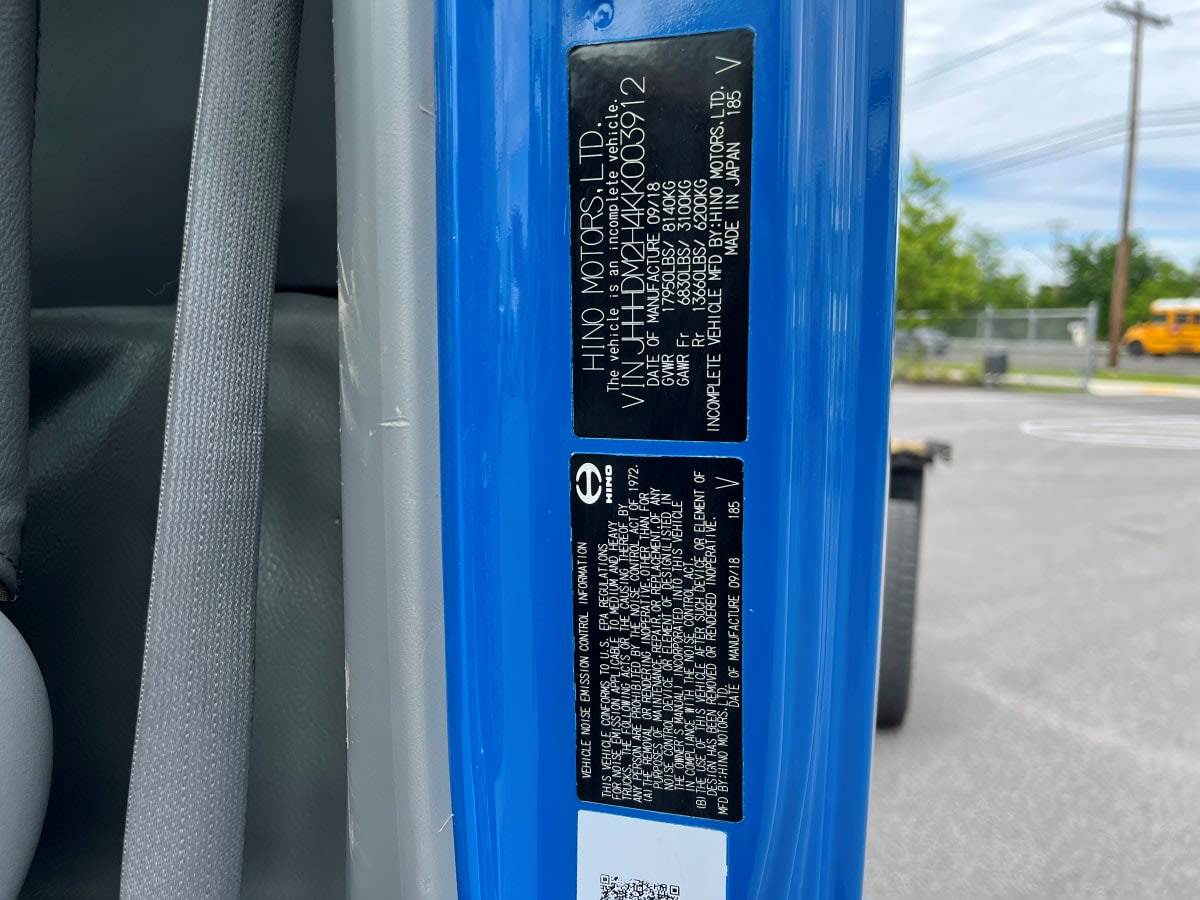 HINO MOTORS,LTD.
The vehicle is an incomplete vehicle.
VIN JHHHDM2H4KK003912
DATE OF MANUFACTURE 09/18
GVWR 17950LBS/ 8140KG
GAWR Fr 6830LBS/ 3100KG
Rr 13660LBS/ 6200KG
INCOMPLETE VEHICLE MFD BY:HINO MOTORS,LTD.
MADE IN JAPAN 185 V
HINO
VEHICLE NOISE EMISSION CONTROL INFORMATION
THIS VEHICLE CONFORMS TO U.S. EPA REGULATIONS
FOR NOISE EMISSION APPLICABLE TO MEDIUM AND HEAVY
TRUCKS. THE FOLLOWING ACTS OR THE CAUSING THEREOF BY
ANY PERSON ARE PROHIBITED BY THE NOISE CONTROL ACT OF 1972.
(A) THE REMOVAL OR RENDERING INOPERATIVE,OTHER THAN FOR
PURPOSES OF MAINTENANCE,REPAIR,OR REPLACEMENT,OF ANY
NOISE CONTROL DEVICE OR ELEMENT OF DESIGN(LISTED IN
THE OWNER'S MANUAL) INCORPORATED INTO THIS VEHICLE
IN COMPLIANCE WITH THE NOISE CONTROL ACT.
(B) THE USE OF THIS VEHICLE AFTER SUCH DEVICE OR ELEMENT OF
DESIGN HAS BEEN REMOVED OR RENDERED INOPERATIVE.
MFD BY:HINO MOTORS,LTD.
DATE OF MANUFACTURE 09/18 185 V